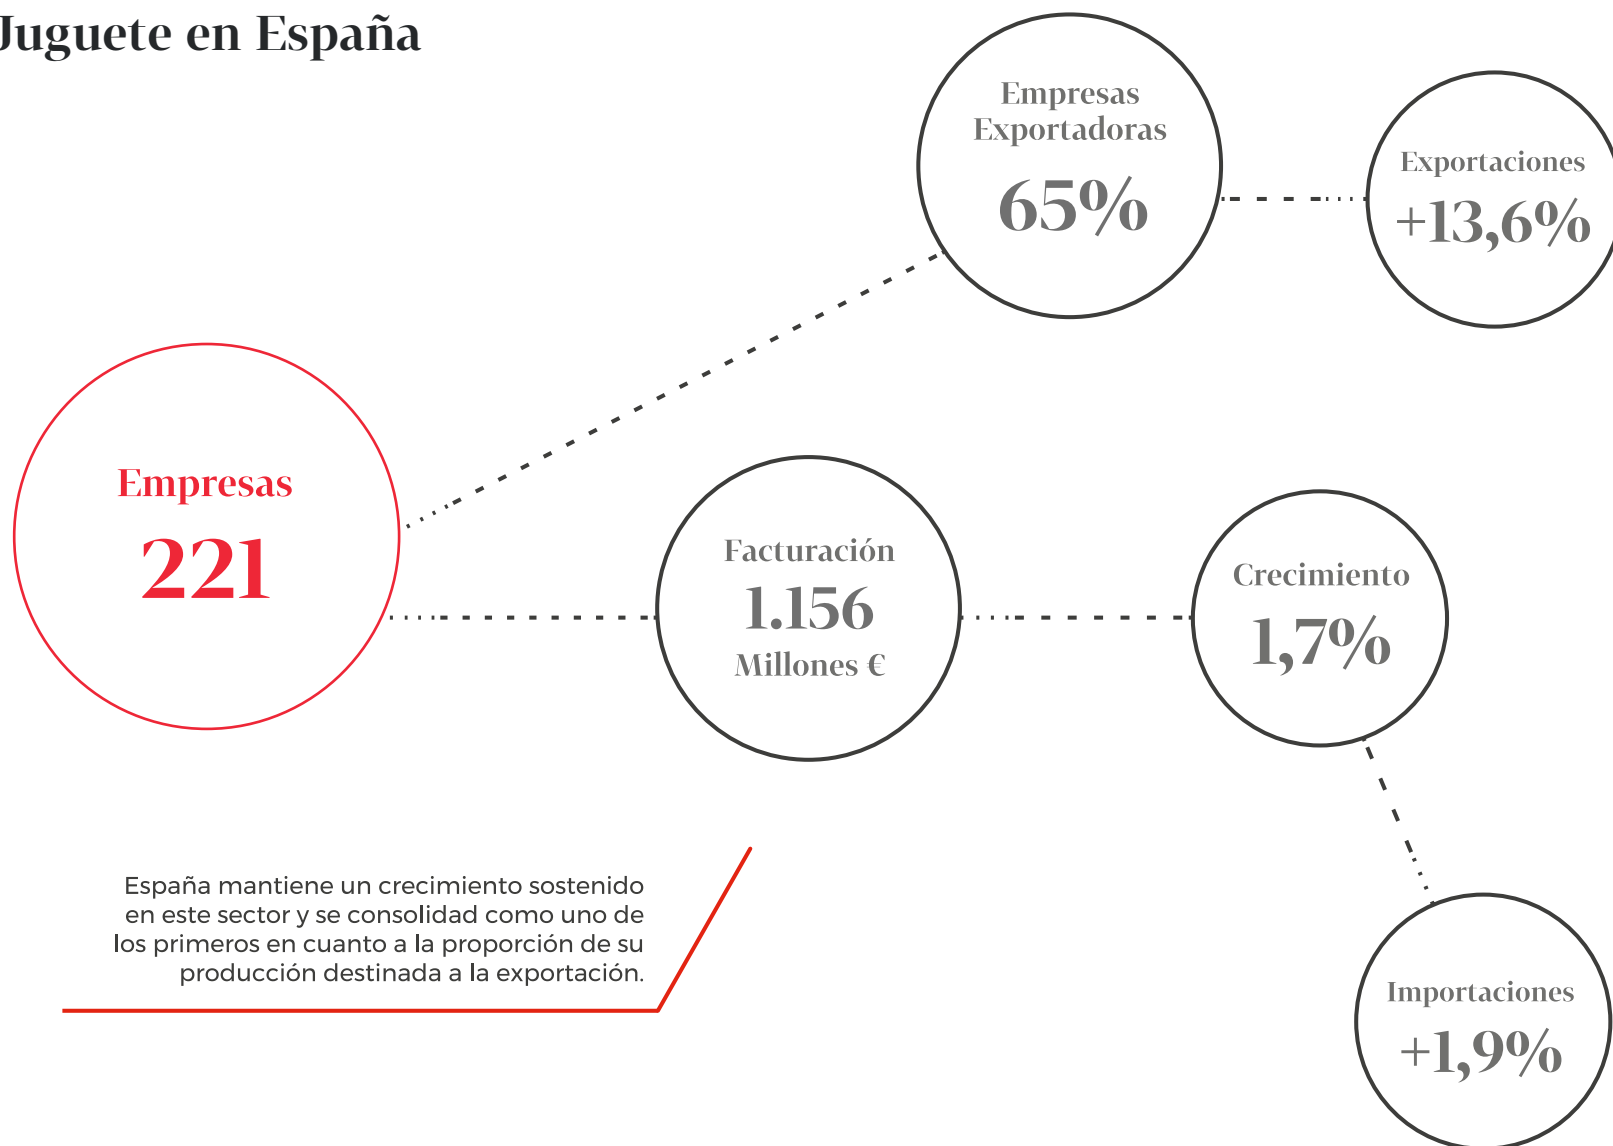 Juguete en España
Empresas
Exportadoras
65%
Exportaciones
+13,6%
Empresas
221
Facturación
1.156
Millones €
Crecimiento
1,7%
España mantiene un crecimiento sostenido
en este sector y se consolidad como uno de
los primeros en cuanto a la proporción de su
producción destinada a la exportación.
Importaciones
+1,9%